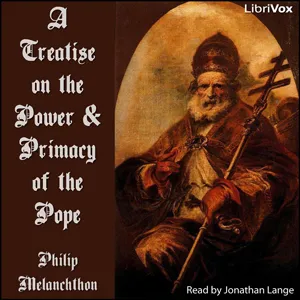 LibriVox
A
Treatise
on the
Power &
Primacy
of the
Pope
Philip
Melanchthon
Read by Jonathan Lange